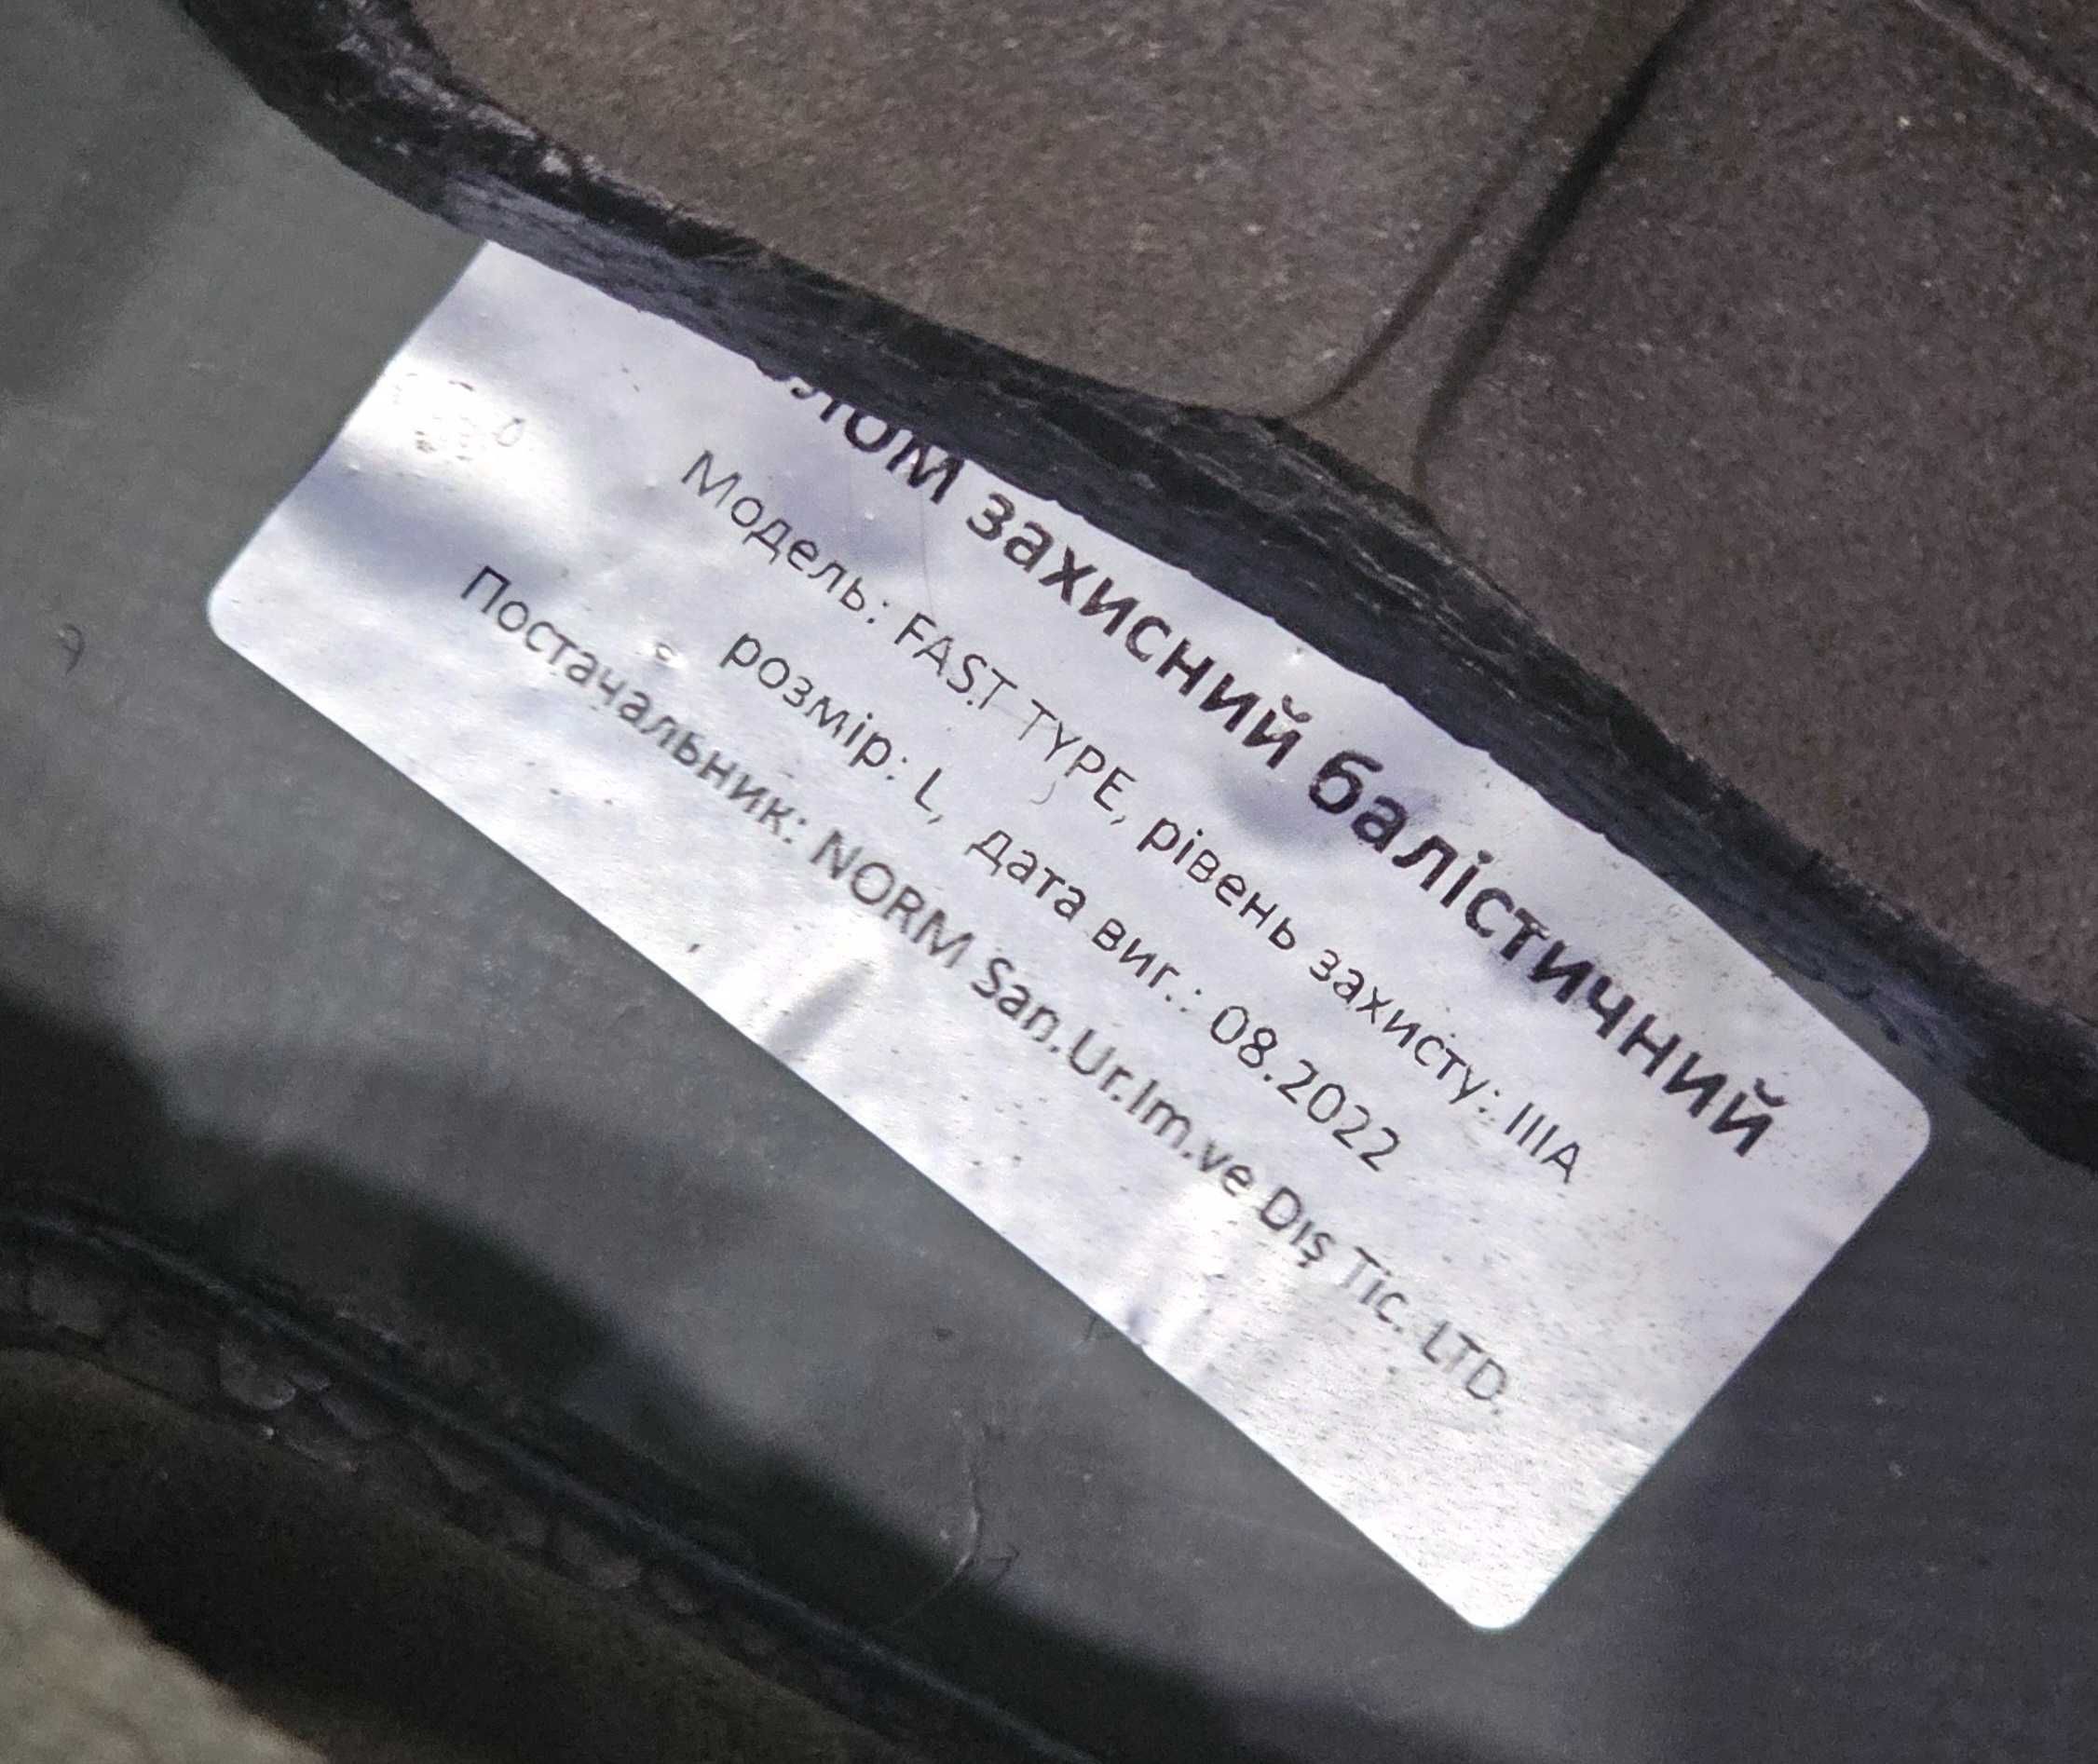 шолом захисний балістичний
Модель: FAST TYPE, рівень захисту: IIIA
розмір: L, дата виг.: 08.2022
Постачальник: NORM San.Ur.Im.ve Dış Tic. LTD.